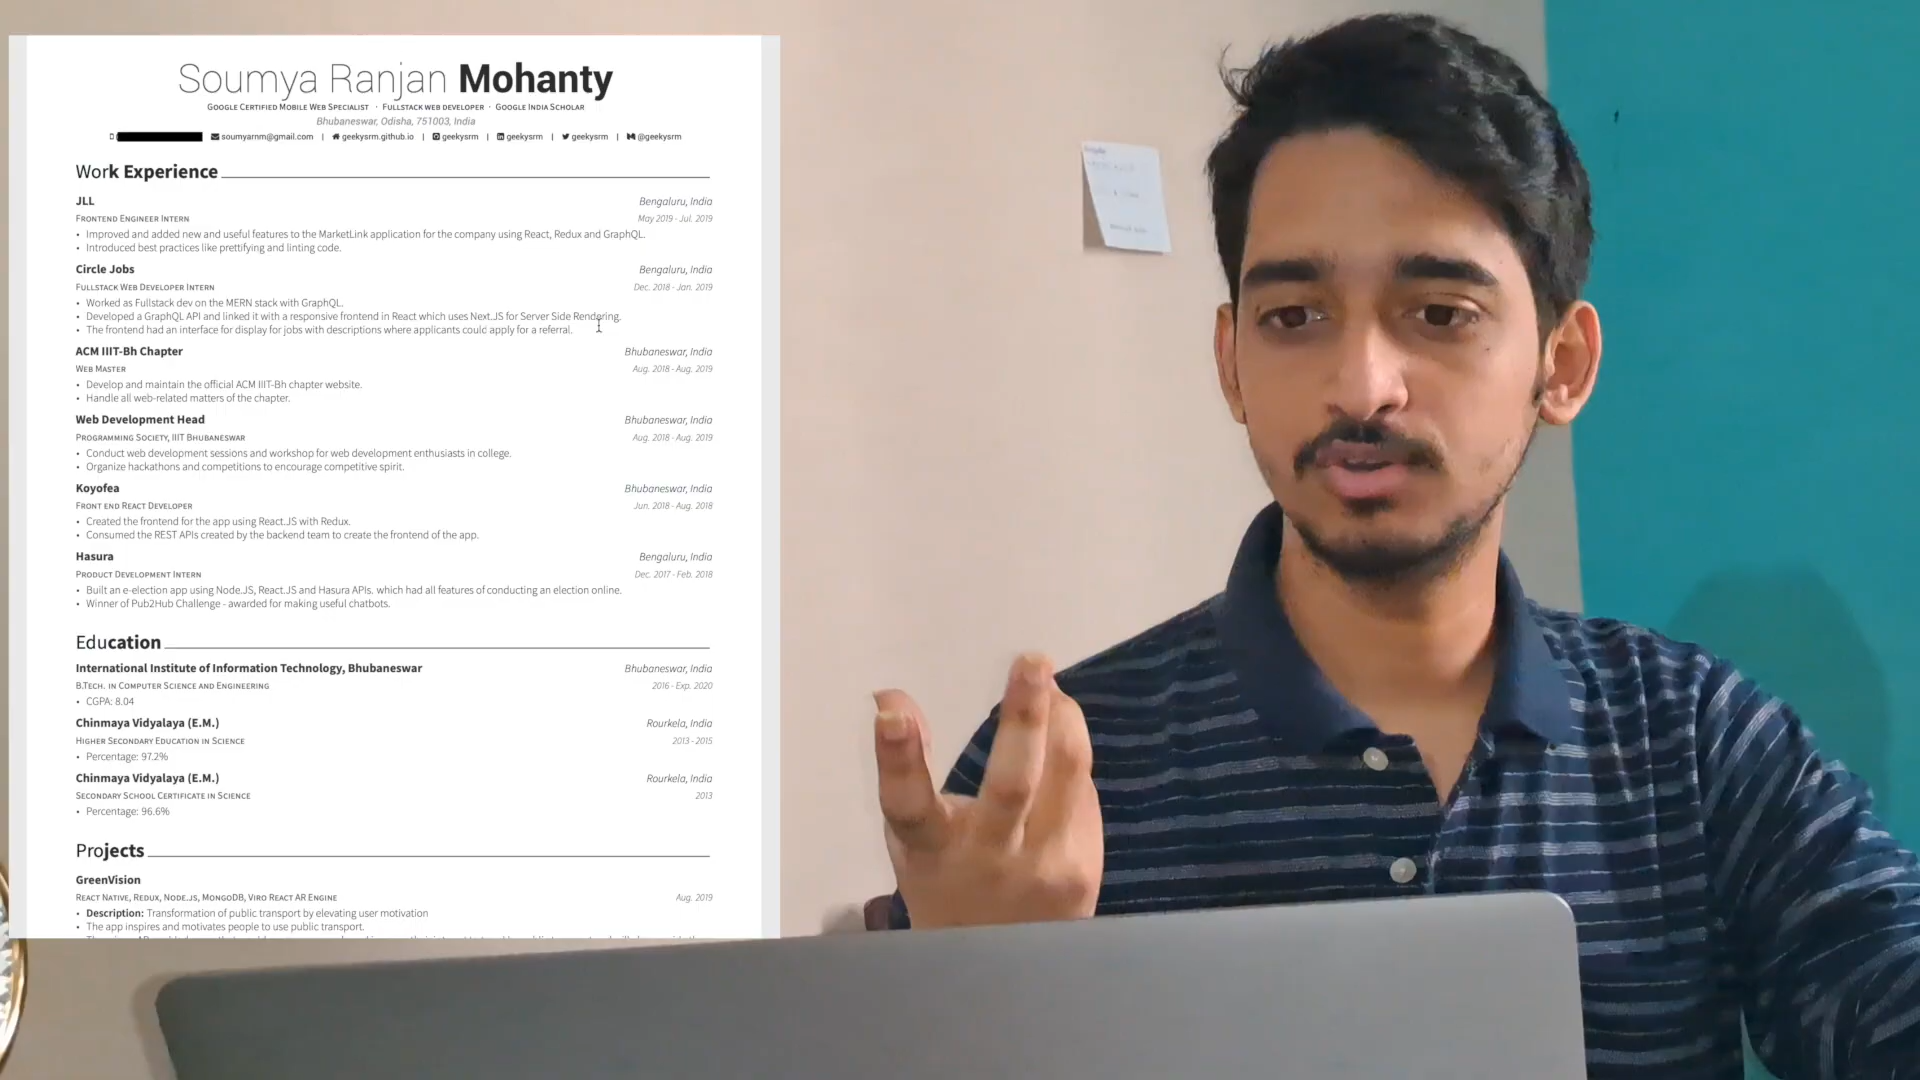 Soumya Ranjan Mohanty
Google Certified Mobile Web Specialist · Fullstack web developer · Google India Scholar
Bhubaneswar, Odisha, 751003, India
soumyarnm@gmail.com | geekysrm.github.io | geekysrm | geekysrm | geekysrm | @geekysrm
Work Experience
JLL Bengaluru, India
Frontend Engineer Intern May 2019 - Jul. 2019
• Improved and added new and useful features to the MarketLink application for the company using React, Redux and GraphQL.
• Introduced best practices like prettifying and linting code.
Circle Jobs Bengaluru, India
Fullstack Web Developer Intern Dec. 2018 - Jan. 2019
• Worked as Fullstack dev on the MERN stack with GraphQL.
• Developed a GraphQL API and linked it with a responsive frontend in React which uses Next.JS for Server Side Rendering.
• The frontend had an interface for display for jobs with descriptions where applicants could apply for a referral.
ACM IIIT-Bh Chapter Bhubaneswar, India
Web Master Aug. 2018 - Aug. 2019
• Develop and maintain the official ACM IIIT-Bh chapter website.
• Handle all web-related matters of the chapter.
Web Development Head Bhubaneswar, India
Programming Society, IIIT Bhubaneswar Aug. 2018 - Aug. 2019
• Conduct web development sessions and workshop for web development enthusiasts in college.
• Organize hackathons and competitions to encourage competitive spirit.
Koyofea Bhubaneswar, India
Front end React Developer Jun. 2018 - Aug. 2018
• Created the frontend for the app using React.JS with Redux.
• Consumed the REST APIs created by the backend team to create the frontend of the app.
Hasura Bengaluru, India
Product Development Intern Dec. 2017 - Feb. 2018
• Built an e-election app using Node.JS, React.JS and Hasura APIs. which had all features of conducting an election online.
• Winner of Pub2Hub Challenge - awarded for making useful chatbots.
Education
International Institute of Information Technology, Bhubaneswar Bhubaneswar, India
B.Tech. in Computer Science and Engineering 2016 - Exp. 2020
• CGPA: 8.04
Chinmaya Vidyalaya (E.M.) Rourkela, India
Higher Secondary Education in Science 2013 - 2015
• Percentage: 97.2%
Chinmaya Vidyalaya (E.M.) Rourkela, India
Secondary School Certificate in Science 2013
• Percentage: 96.6%
Projects
GreenVision
React Native, Redux, Node.js, MongoDB, Viro React AR Engine Aug. 2019
• Description: Transformation of public transport by elevating user motivation
• The app inspires and motivates people to use public transport.